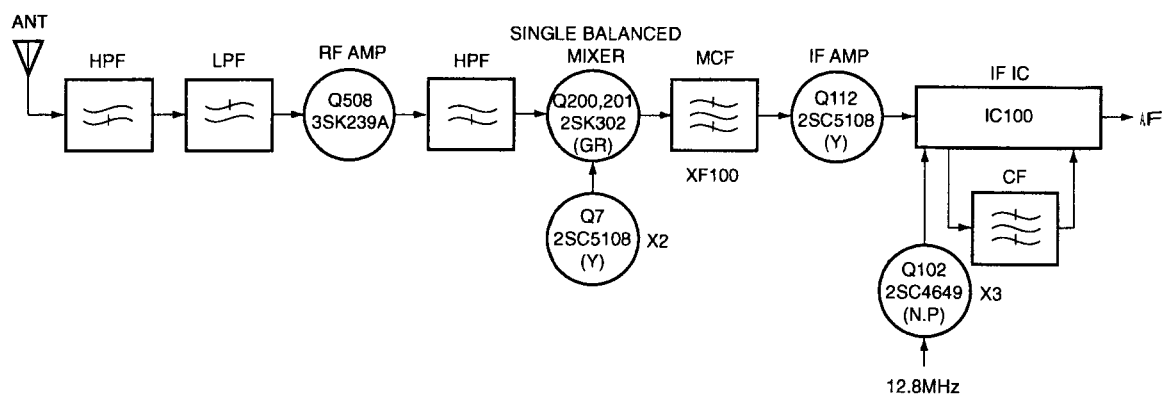 ANT
HPF
LPF
RF AMP
Q508
3SK239A
HPF
SINGLE BALANCED
MIXER
Q200,201
2SK302
(GR)
Q7
2SC5108
(Y)
X2
MCF
XF100
IF AMP
Q112
2SC5108
(Y)
IF IC
IC100
AF
CF
Q102
2SC4649
(N.P)
X3
12.8MHz